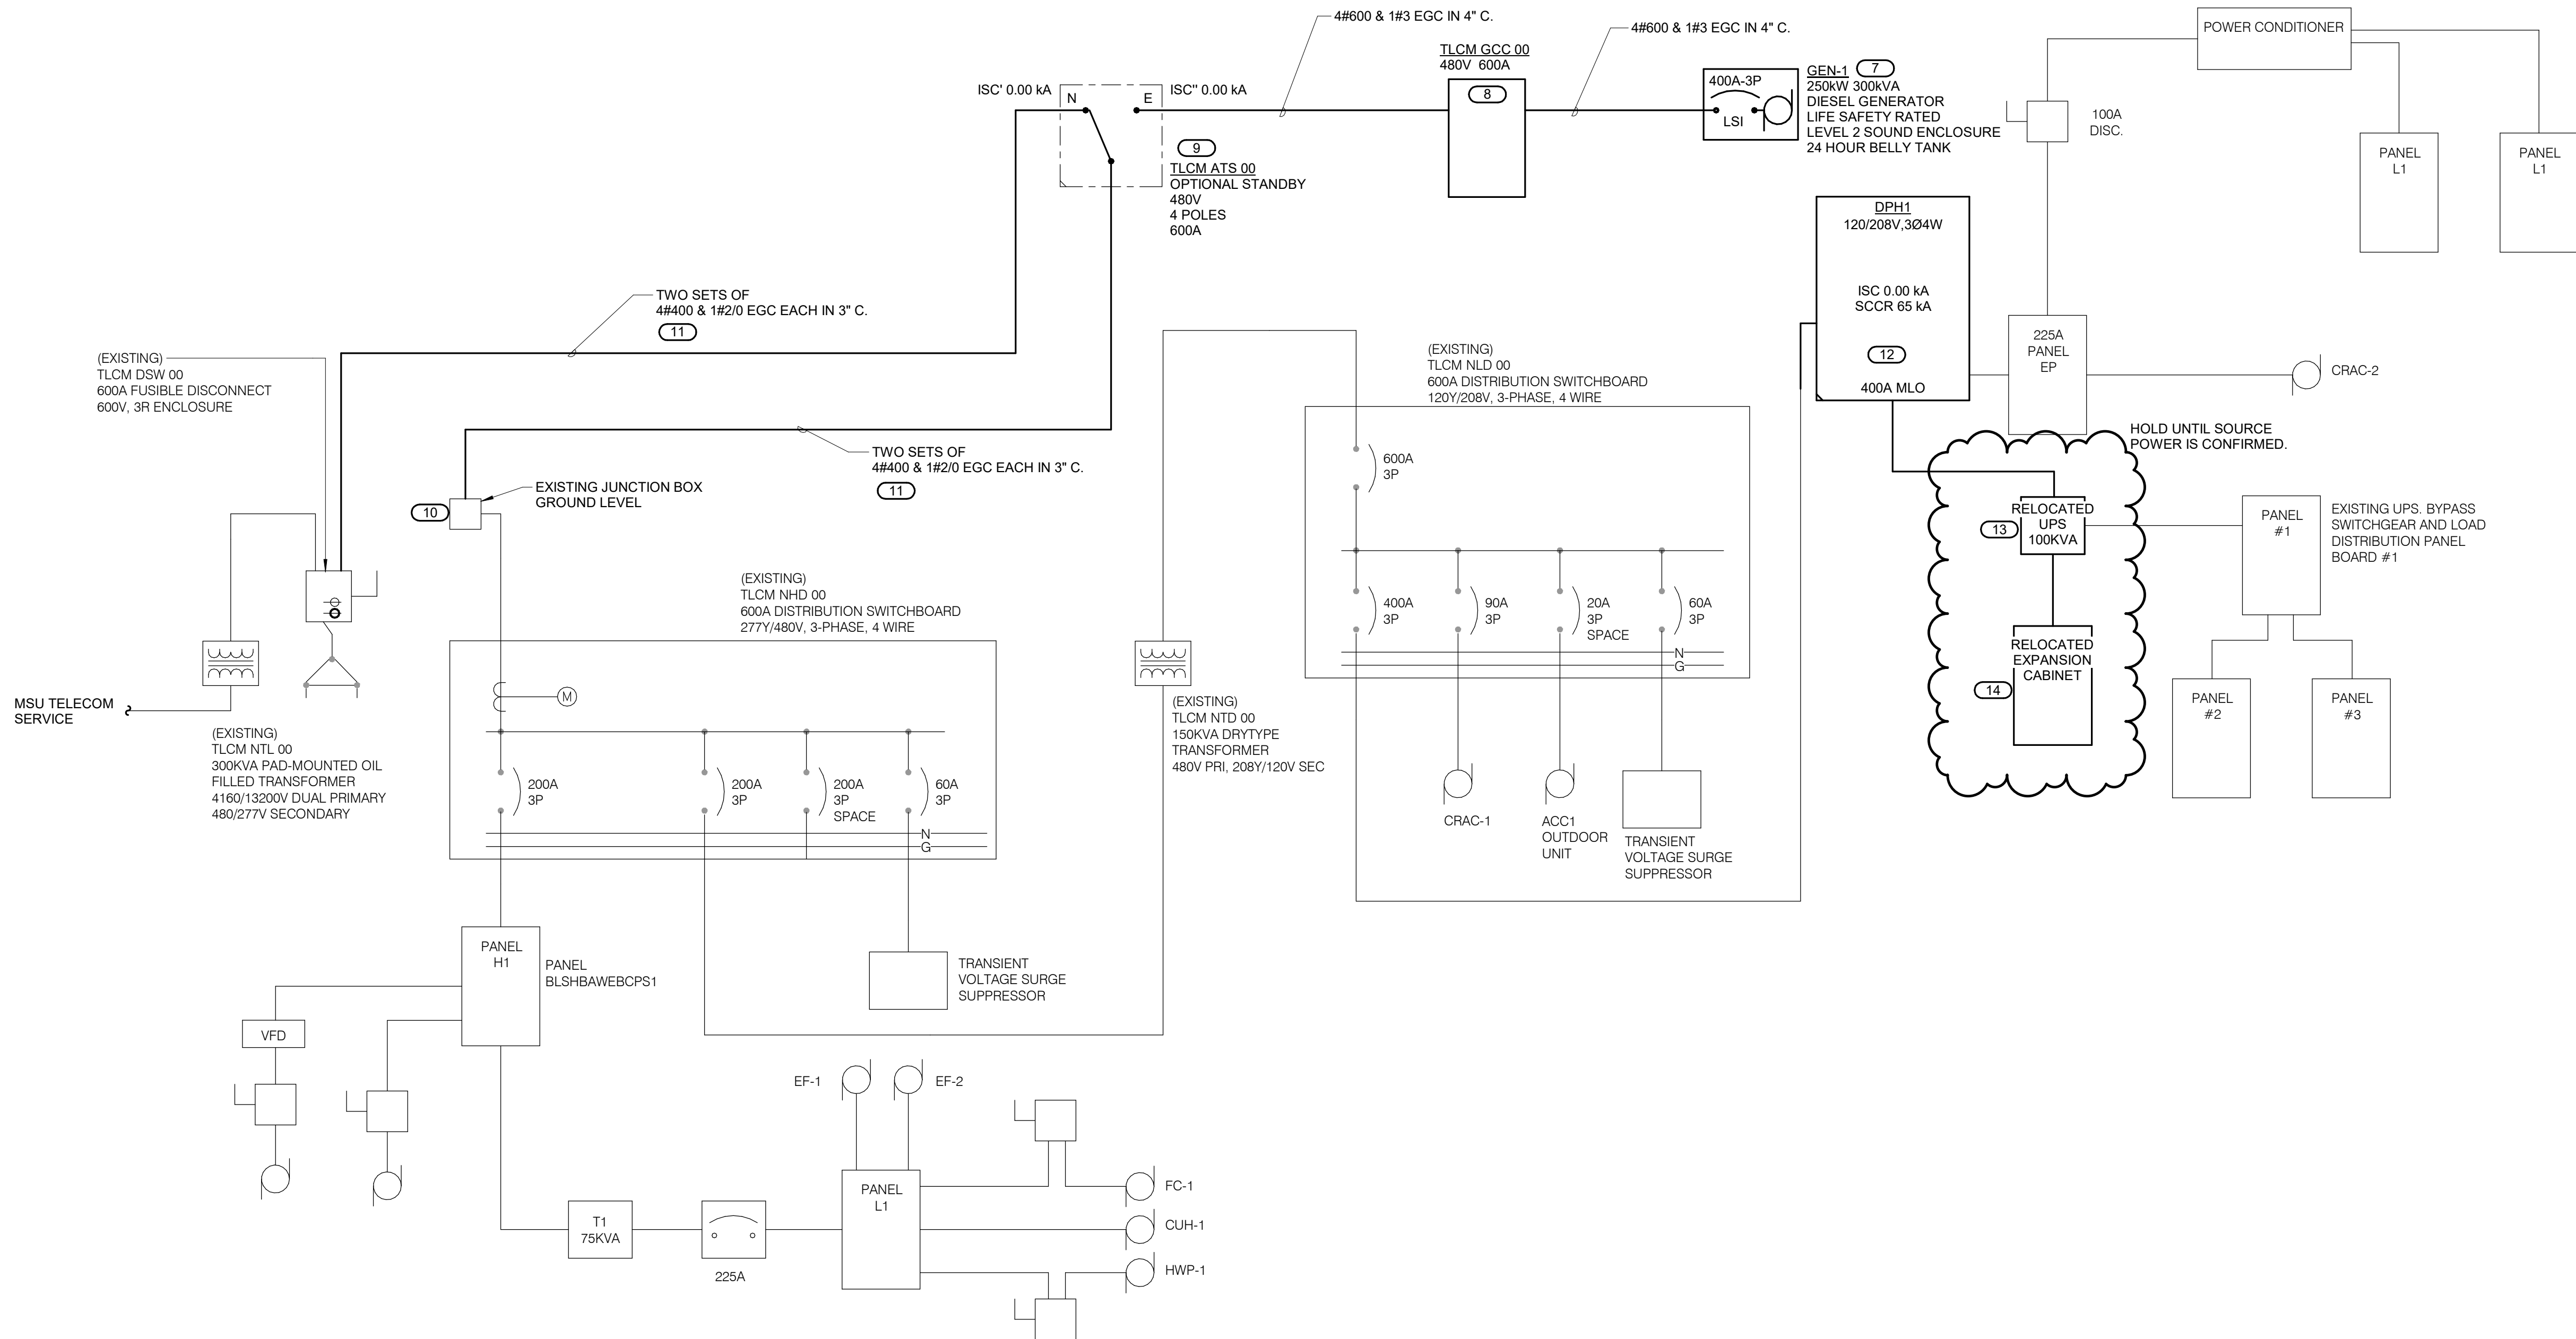 4#600 & 1#3 EGC IN 4" C.
4#600 & 1#3 EGC IN 4" C.
POWER CONDITIONER
TLCM GCC 00
480V 600A
8
400A-3P
LSI
GEN-1
7
250kW 300kVA
DIESEL GENERATOR
LIFE SAFETY RATED
LEVEL 2 SOUND ENCLOSURE
24 HOUR BELLY TANK
ISC' 0.00 kA
N
E
ISC'' 0.00 kA
9
TLCM ATS 00
OPTIONAL STANDBY
480V
4 POLES
600A
100A
DISC.
PANEL
L1
PANEL
L1
DPH1
120/208V,3Ø4W
ISC 0.00 kA
SCCR 65 kA
12
400A MLO
225A
PANEL
EP
CRAC-2
TWO SETS OF
4#400 & 1#2/0 EGC EACH IN 3" C.
11
(EXISTING)
TLCM DSW 00
600A FUSIBLE DISCONNECT
600V, 3R ENCLOSURE
TWO SETS OF
4#400 & 1#2/0 EGC EACH IN 3" C.
11
EXISTING JUNCTION BOX
GROUND LEVEL
10
(EXISTING)
TLCM NLD 00
600A DISTRIBUTION SWITCHBOARD
120Y/208V, 3-PHASE, 4 WIRE
600A
3P
400A
3P
90A
3P
20A
3P
SPACE
60A
3P
N
G
HOLD UNTIL SOURCE
POWER IS CONFIRMED.
RELOCATED
UPS
100KVA
13
RELOCATED
EXPANSION
CABINET
14
PANEL
#1
EXISTING UPS. BYPASS
SWITCHGEAR AND LOAD
DISTRIBUTION PANEL
BOARD #1
PANEL
#2
PANEL
#3
(EXISTING)
TLCM NHD 00
600A DISTRIBUTION SWITCHBOARD
277Y/480V, 3-PHASE, 4 WIRE
M
200A
3P
200A
3P
200A
3P
SPACE
60A
3P
N
G
MSU TELECOM
SERVICE
(EXISTING)
TLCM NTL 00
300KVA PAD-MOUNTED OIL
FILLED TRANSFORMER
4160/13200V DUAL PRIMARY
480/277V SECONDARY
(EXISTING)
TLCM NTD 00
150KVA DRYTYPE
TRANSFORMER
480V PRI, 208Y/120V SEC
CRAC-1
ACC1
OUTDOOR
UNIT
TRANSIENT
VOLTAGE SURGE
SUPPRESSOR
PANEL
H1
PANEL
BLSHBAWEBCPS1
TRANSIENT
VOLTAGE SURGE
SUPPRESSOR
VFD
EF-1
EF-2
T1
75KVA
225A
PANEL
L1
FC-1
CUH-1
HWP-1